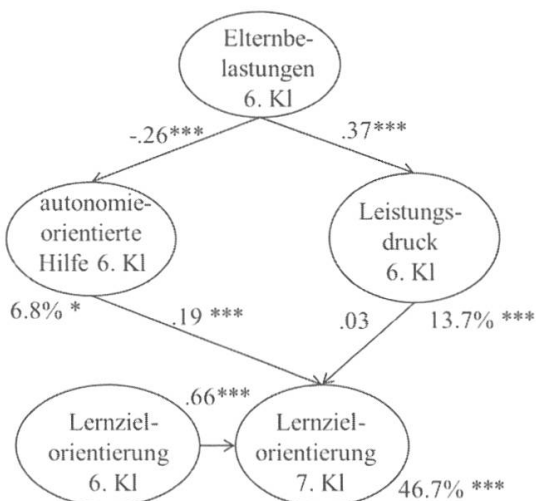 Elternbe-
lastungen
6. Kl
-.26***
.37***
autonomie-
orientierte
Hilfe 6. Kl
Leistungs-
druck
6. Kl
6.8% *
.19 ***
.03
13.7% ***
.66***
Lernziel-
orientierung
6. Kl
Lernziel-
orientierung
7. Kl
46.7% ***